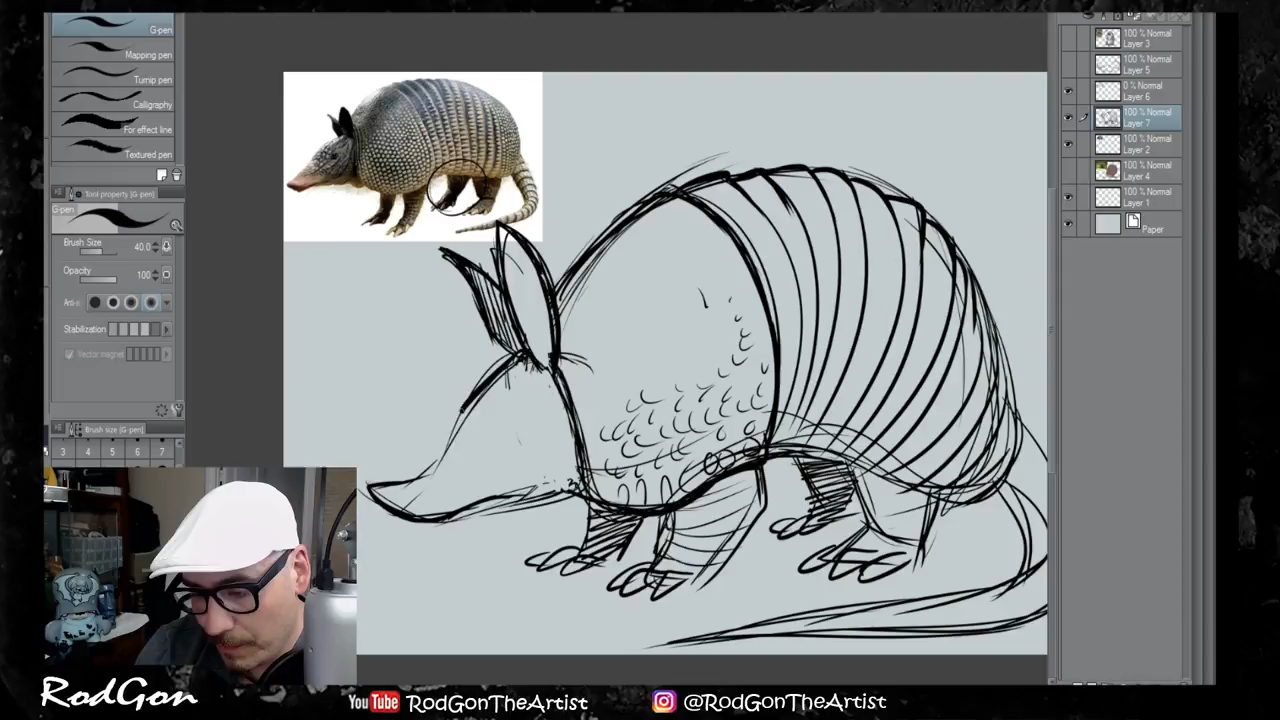 G-pen
Mapping pen
Turnip pen
Calligraphy
For effect line
Textured pen
Tool property [G-pen]
G-pen
Brush Size 40.0
Opacity 100
Stabilization
Vector magnet
Brush size [G-pen]
3 4 5 6 7
100 % Normal
Layer 3
100 % Normal
Layer 5
0 % Normal
Layer 6
100 % Normal
Layer 7
100 % Normal
Layer 2
100 % Normal
Layer 4
100 % Normal
Layer 1
Paper
RodGon
YouTube RodGonTheArtist
@RodGonTheArtist